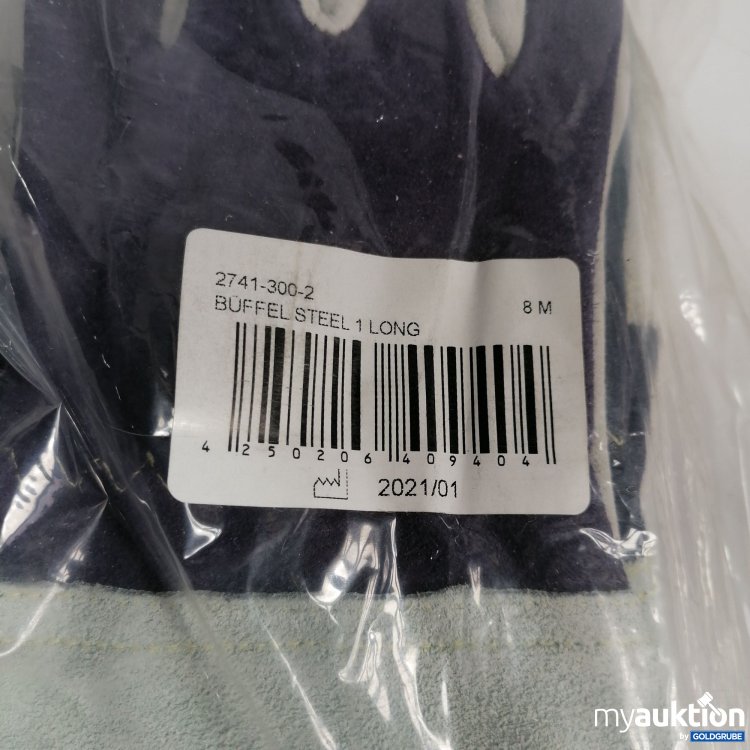 2741-300-2
BÜFFEL STEEL 1 LONG 8 M
4 250206 409404
2021/01
myauktion
by GOLDGRUBE